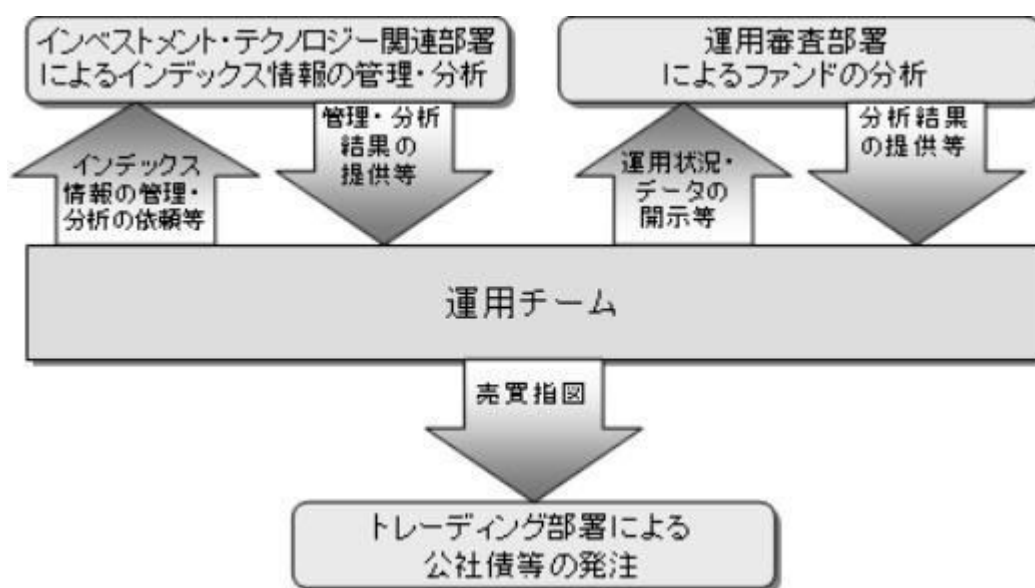 インベストメント・テクノロジー関連部署
によるインデックス情報の管理・分析
運用審査部署
によるファンドの分析
インデックス
情報の管理・
分析の依頼等
管理・分析
結果の
提供等
運用状況・
データの
開示等
分析結果
の提供等
運用チーム
売買指図
トレーディング部署による
公社債等の発注